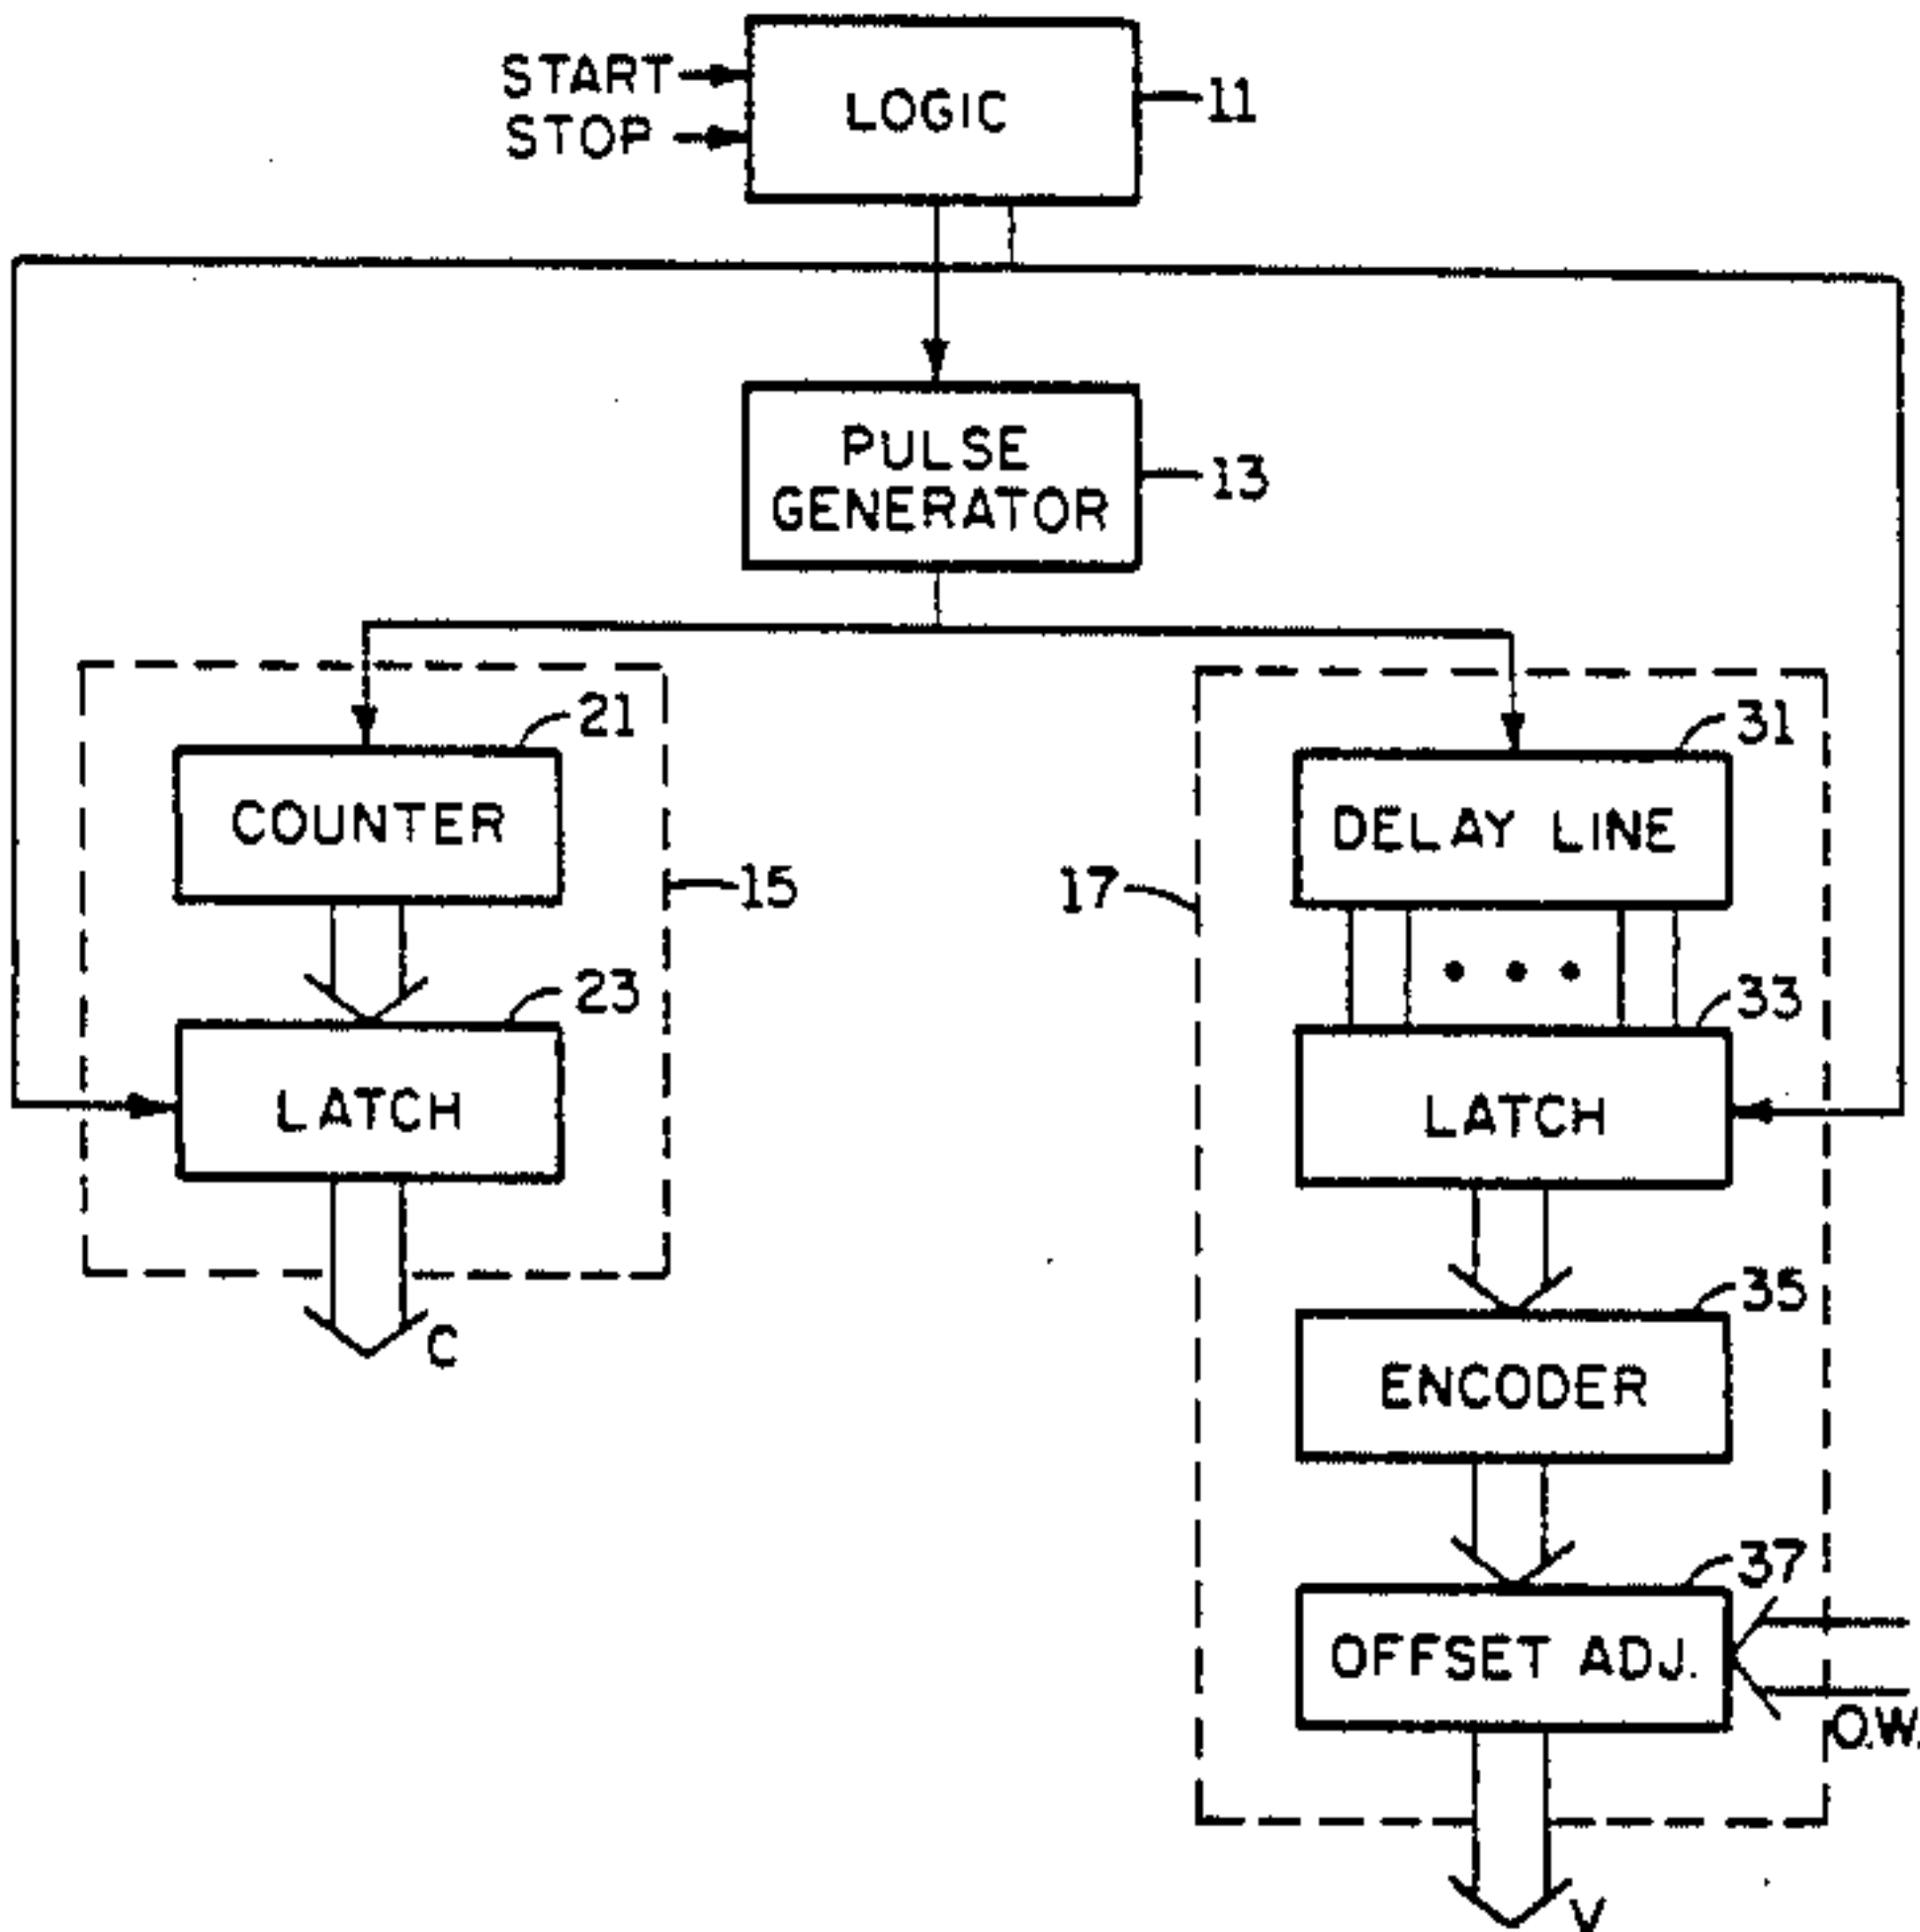 START
STOP
LOGIC
11
PULSE
GENERATOR
13
21
31
COUNTER
DELAY LINE
15
17
23
33
LATCH
LATCH
C
35
ENCODER
37
OFFSET ADJ.
O.W.
V